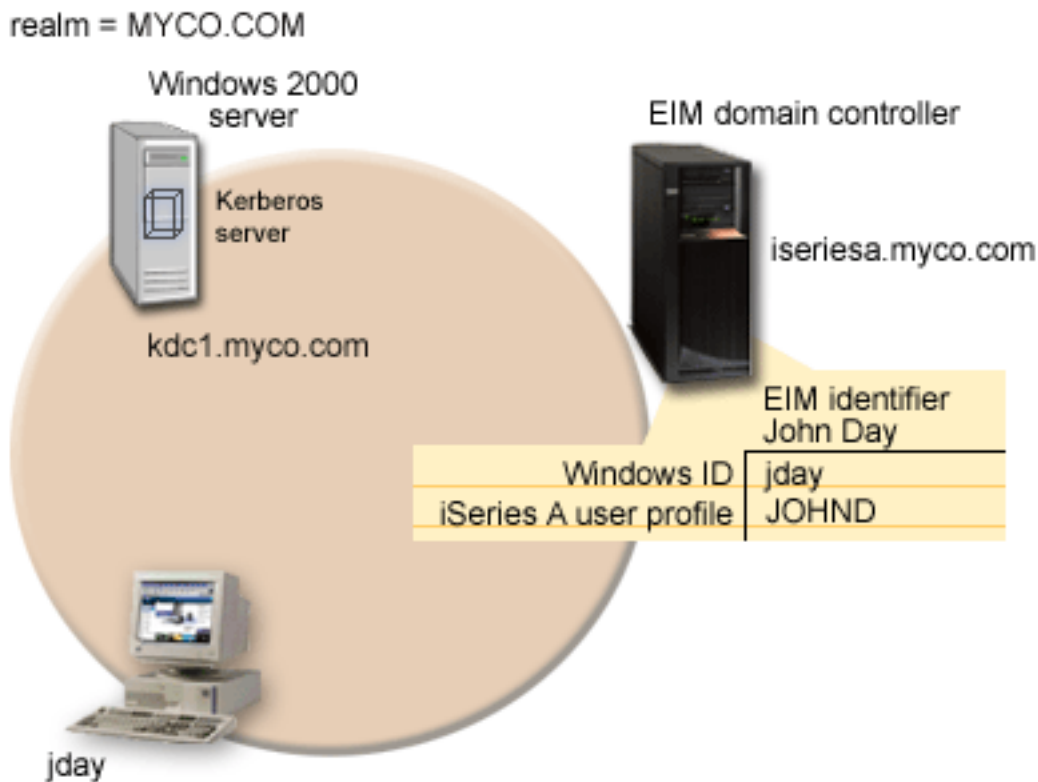 realm = MYCO.COM
Windows 2000
server
EIM domain controller
Kerberos
server
iseriesa.myco.com
kdc1.myco.com
EIM identifier
John Day
Windows ID jday
iSeries A user profile JOHND
jday